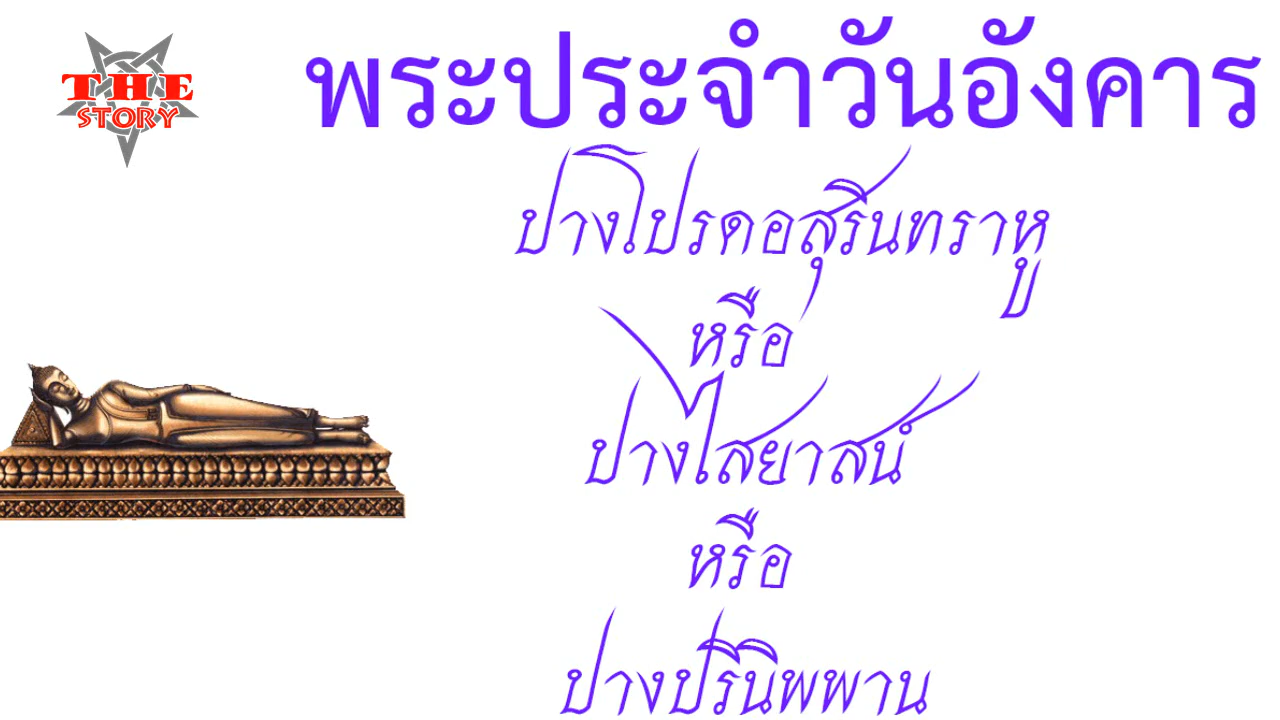 THE
STORY
พระประจำวันอังคาร
ปางโปรดอสุรินทราหู
หรือ
ปางไสยาสน์
หรือ
ปางปรินิพพาน